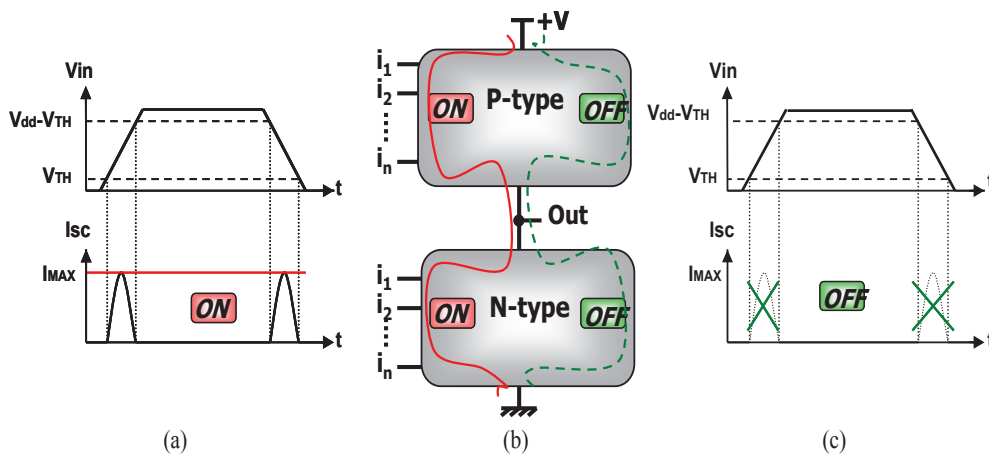 Vin
Vdd-VTH
VTH
t
Isc
IMAX
ON
t
(a)
+V
i1
i2
in
ON
P-type
OFF
Out
i1
i2
in
ON
N-type
OFF
(b)
Vin
Vdd-VTH
VTH
t
Isc
IMAX
OFF
t
(c)